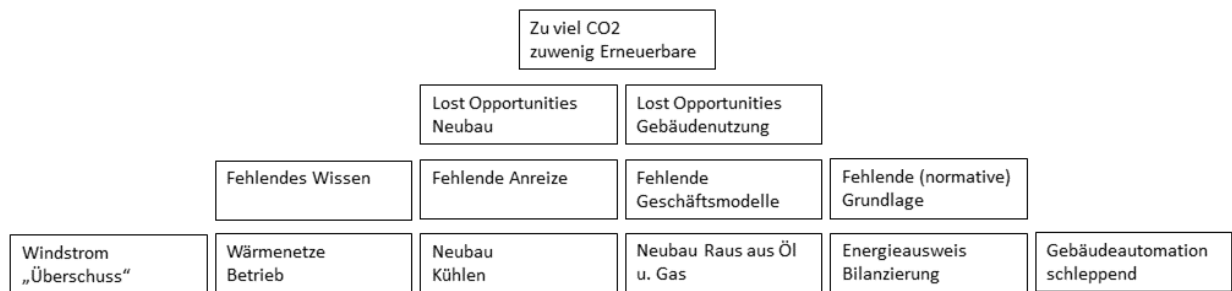 Zu viel CO2
zuwenig Erneuerbare
Lost Opportunities
Neubau
Lost Opportunities
Gebäudenutzung
Fehlendes Wissen
Fehlende Anreize
Fehlende
Geschäftsmodelle
Fehlende (normative)
Grundlage
Windstrom
„Überschuss“
Wärmenetze
Betrieb
Neubau
Kühlen
Neubau Raus aus Öl
u. Gas
Energieausweis
Bilanzierung
Gebäudeautomation
schleppend